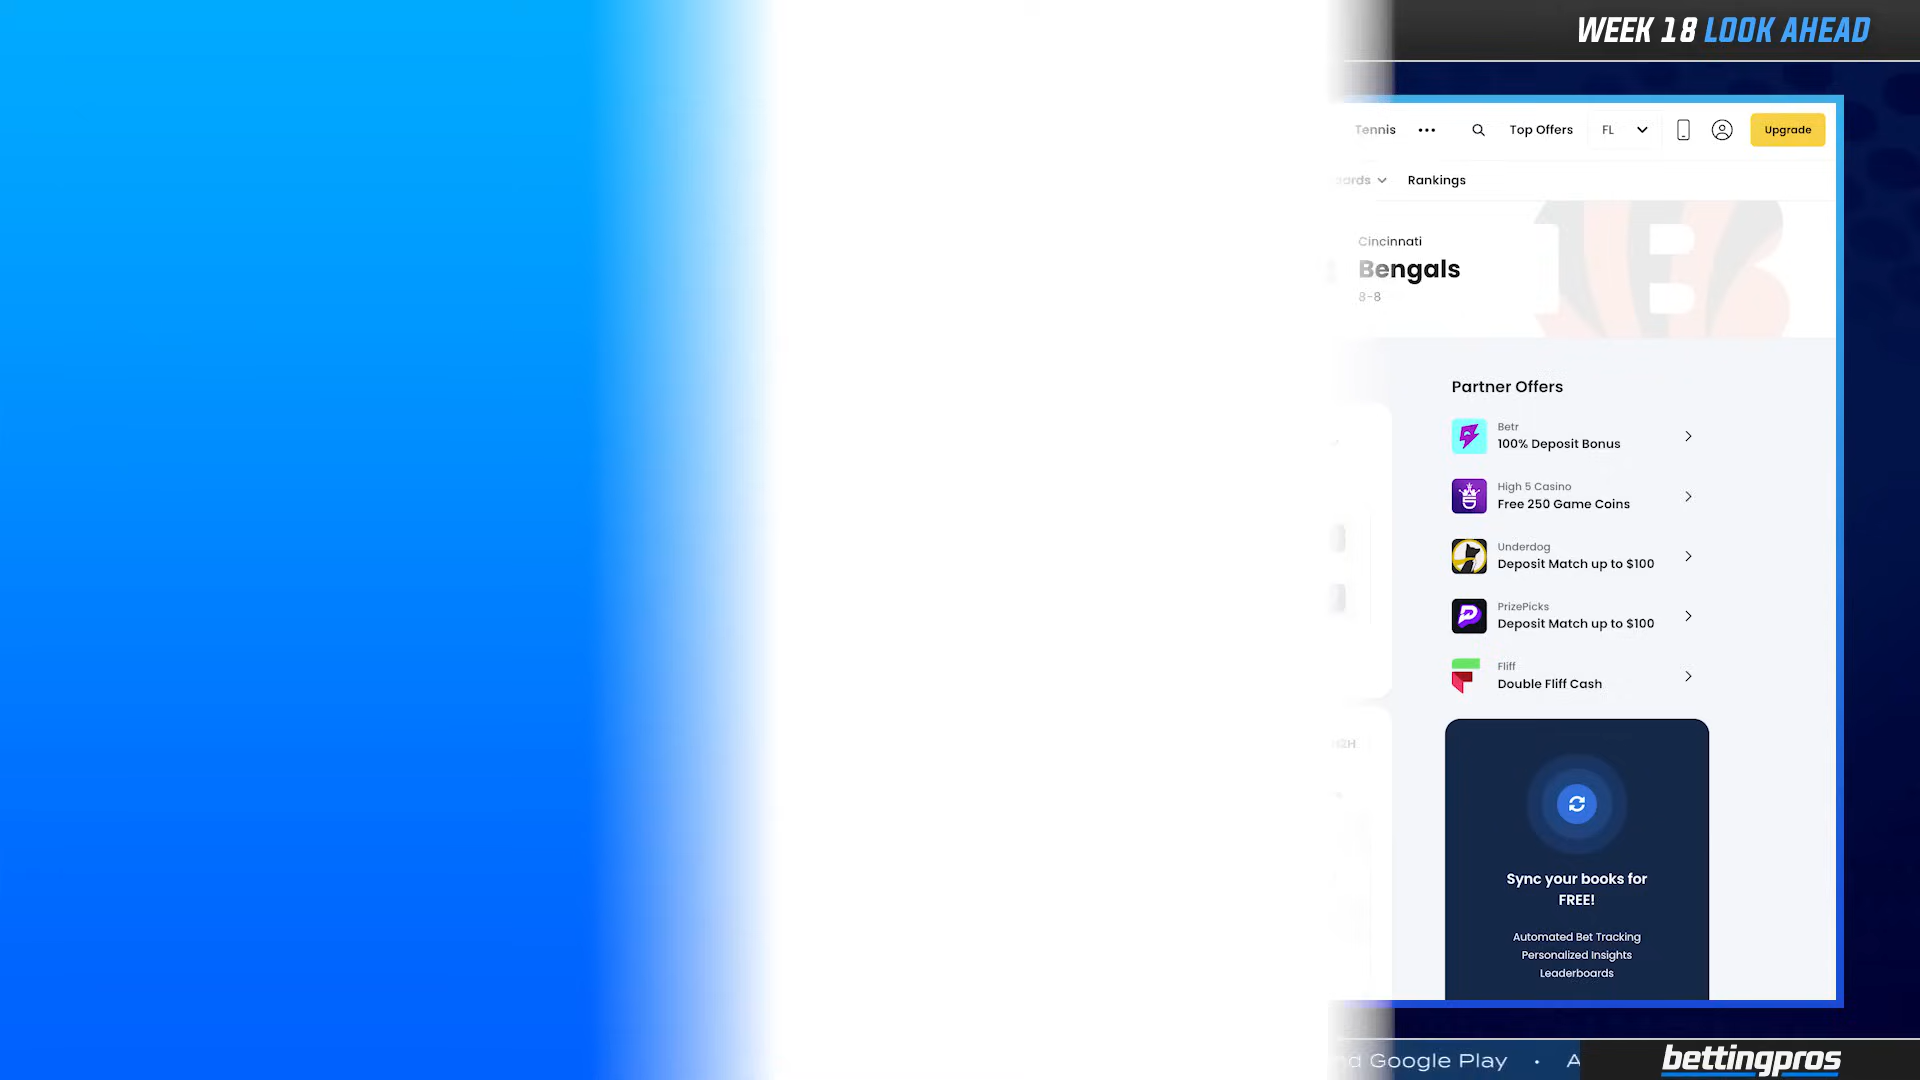 WEEK 18 LOOK AHEAD
Tennis
Top Offers
FL
Upgrade
Rankings
Cincinnati
Bengals
8-8
Partner Offers
Betr
100% Deposit Bonus
High 5 Casino
Free 250 Game Coins
Underdog
Deposit Match up to $100
PrizePicks
Deposit Match up to $100
Fliff
Double Fliff Cash
H2H
Sync your books for
FREE!
Automated Bet Tracking
Personalized Insights
Leaderboards
Google Play •
bettingpros